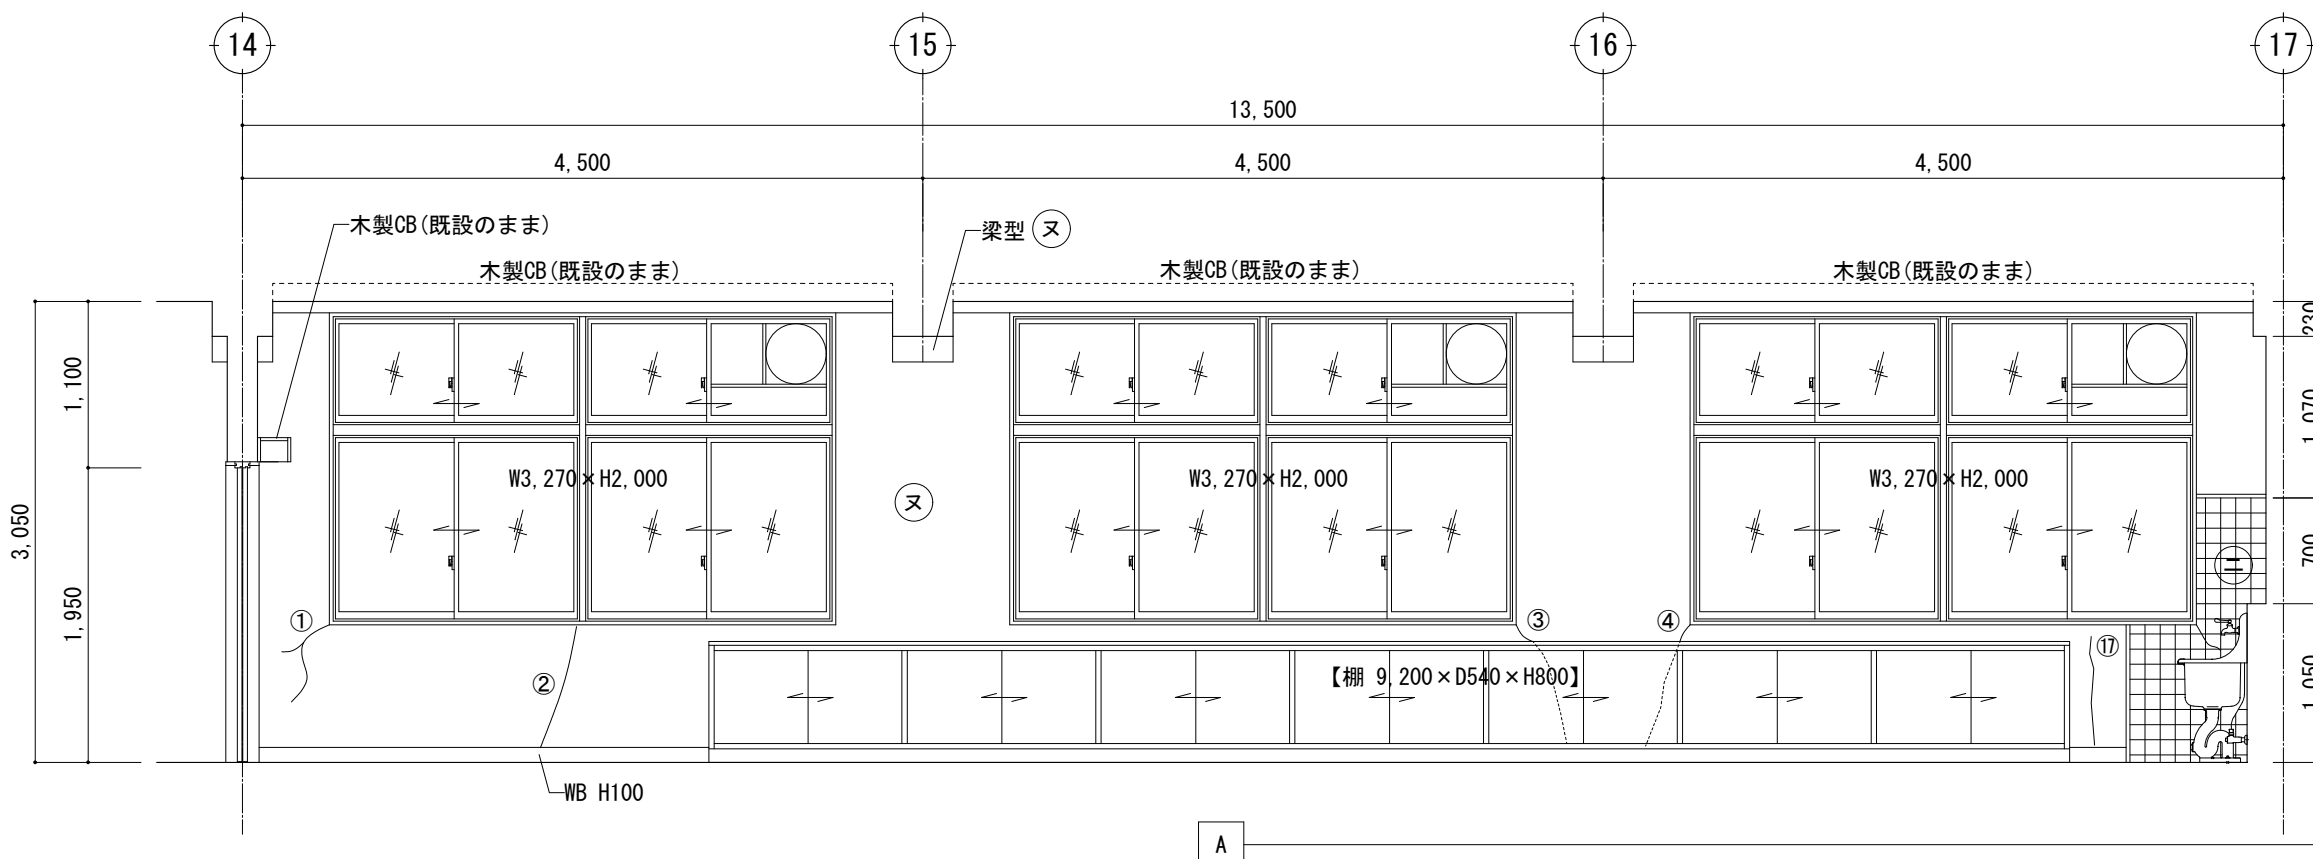 14
15
16
17
13,500
4,500
4,500
4,500
木製CB(既設のまま)
梁型 ヌ
木製CB(既設のまま)
木製CB(既設のまま)
木製CB(既設のまま)
230
1,100
1,070
W3,270×H2,000
W3,270×H2,000
W3,270×H2,000
ヌ
3,050
700
ニ
1,950
①
③
④
⑰
②
【棚 9,200×D540×H800】
1,050
WB H100
A